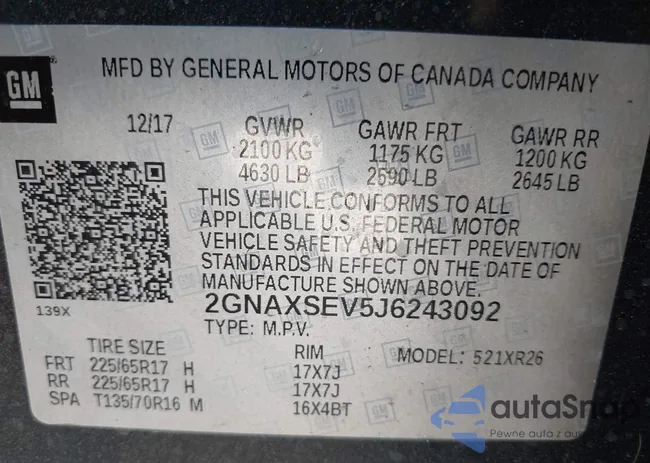 GM
MFD BY GENERAL MOTORS OF CANADA COMPANY
12/17 GVWR GAWR FRT GAWR RR
2100 KG 1175 KG 1200 KG
4630 LB 2590 LB 2645 LB
THIS VEHICLE CONFORMS TO ALL
APPLICABLE U.S. FEDERAL MOTOR
VEHICLE SAFETY AND THEFT PREVENTION
STANDARDS IN EFFECT ON THE DATE OF
MANUFACTURE SHOWN ABOVE.
139X 2GNAXSEV5J6243092
TYPE: M.P.V.
TIRE SIZE RIM MODEL: 521XR26
FRT 225/65R17 H 17X7J
RR 225/65R17 H 17X7J
SPA T135/70R16 M 16X4BT
autaSnap
Pewne auta z au